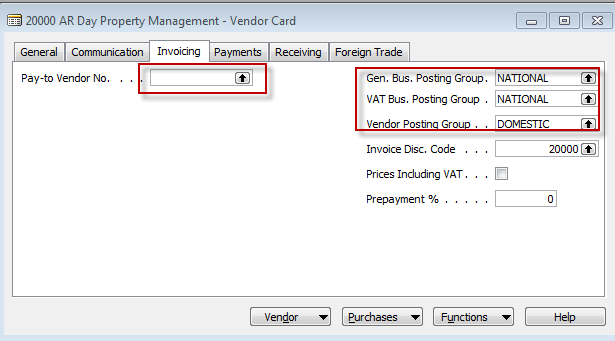 20000 AR Day Property Management - Vendor Card
General Communication Invoicing Payments Receiving Foreign Trade
Pay-to Vendor No. . . . .
Gen. Bus. Posting Group. NATIONAL
VAT Bus. Posting Group . NATIONAL
Vendor Posting Group . . DOMESTIC
Invoice Disc. Code . . . 20000
Prices Including VAT . . .
Prepayment % . . . . . 0
Vendor Purchases Functions Help